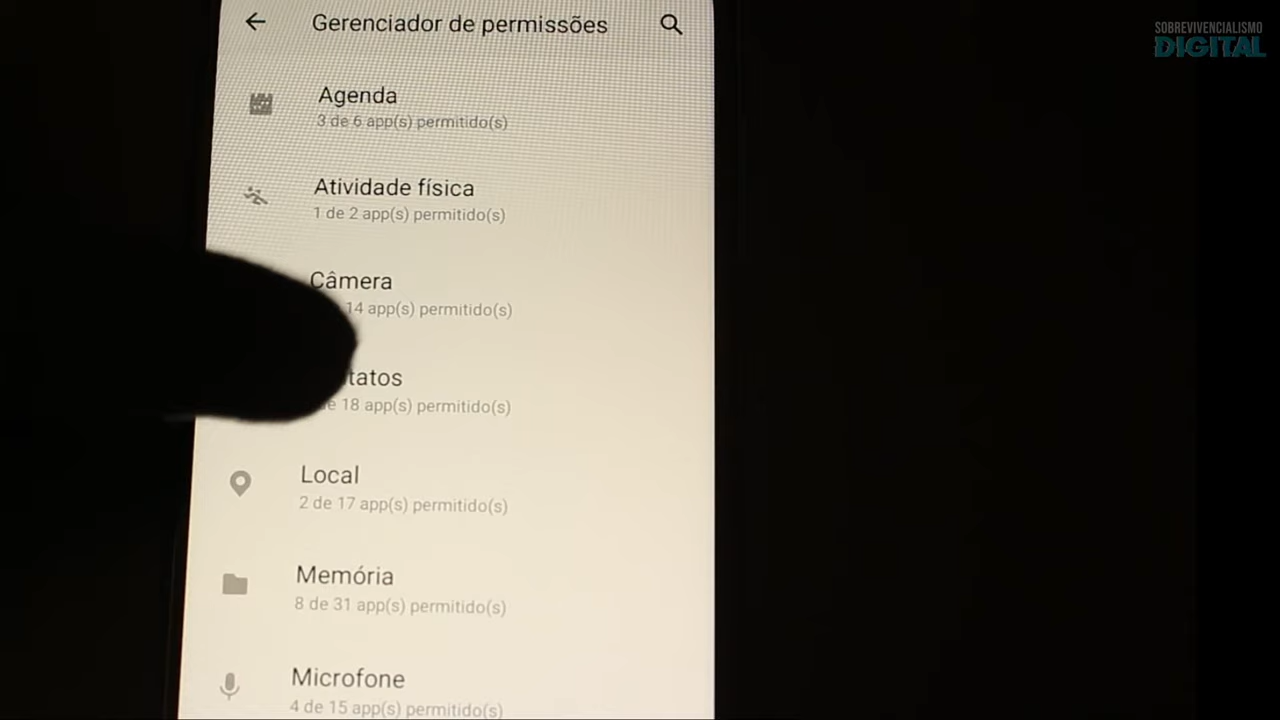 Gerenciador de permissões
SOBREVIVENCIALISMO
DIGITAL
Agenda
3 de 6 app(s) permitido(s)
Atividade física
1 de 2 app(s) permitido(s)
Câmera
14 app(s) permitido(s)
tatos
18 app(s) permitido(s)
Local
2 de 17 app(s) permitido(s)
Memória
8 de 31 app(s) permitido(s)
Microfone
4 de 15 app(s) permitido(s)